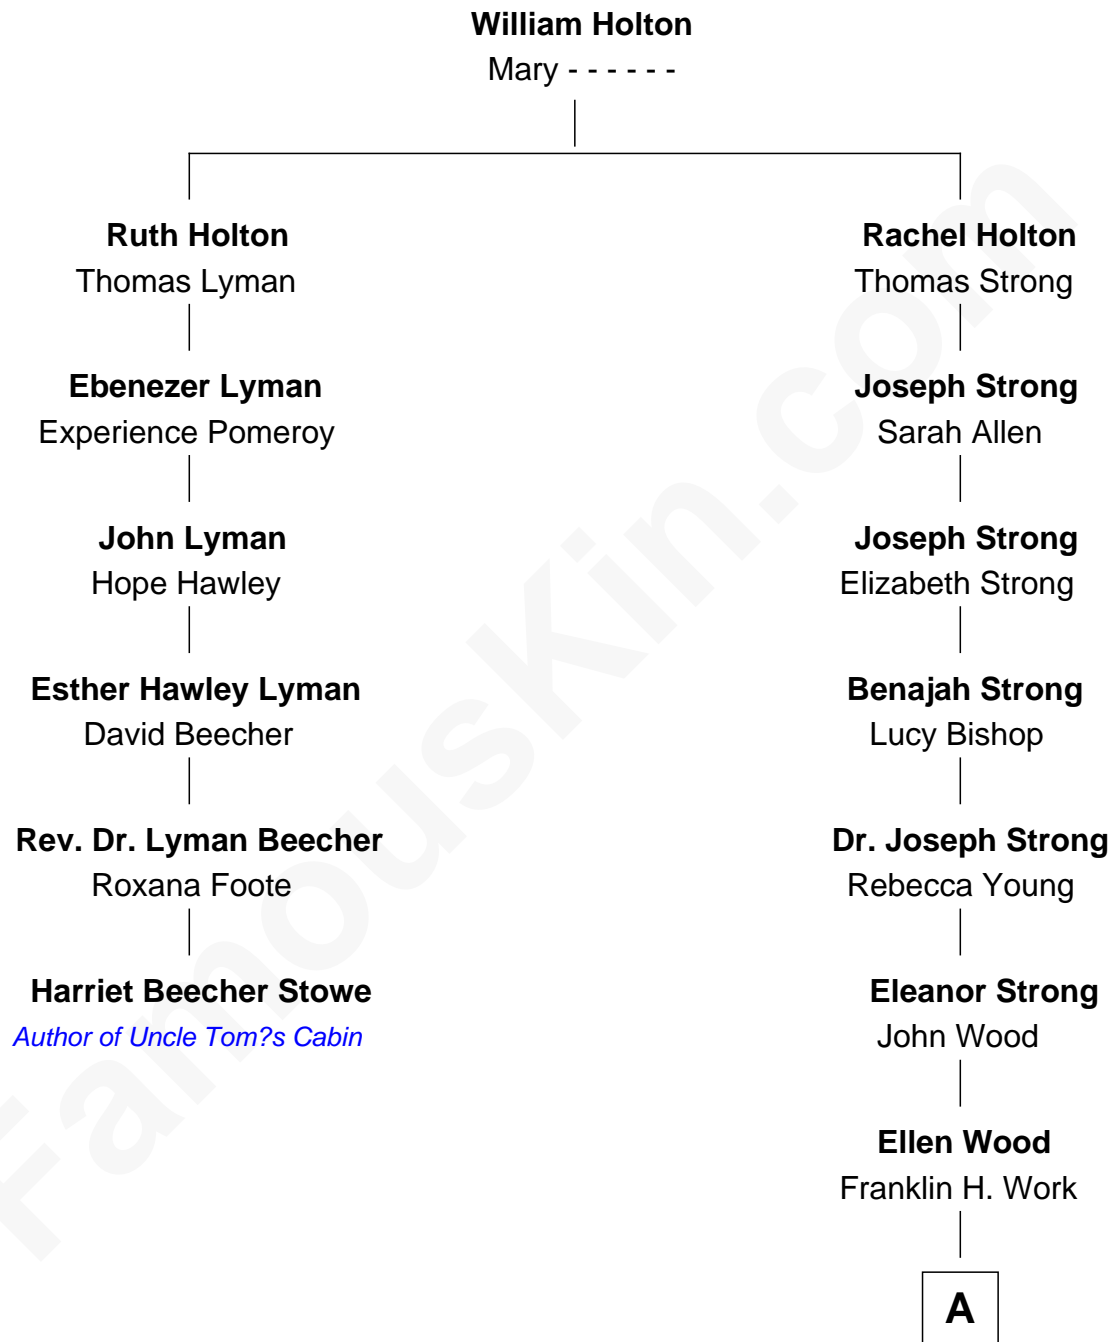 William Holton
Mary - - - - - -
Ruth Holton
Thomas Lyman
Rachel Holton
Thomas Strong
Ebenezer Lyman
Experience Pomeroy
Joseph Strong
Sarah Allen
John Lyman
Hope Hawley
Joseph Strong
Elizabeth Strong
Esther Hawley Lyman
David Beecher
Benajah Strong
Lucy Bishop
Rev. Dr. Lyman Beecher
Roxana Foote
Dr. Joseph Strong
Rebecca Young
Harriet Beecher Stowe
Author of Uncle Tom?s Cabin
Eleanor Strong
John Wood
Ellen Wood
Franklin H. Work
A
FamousKin.com